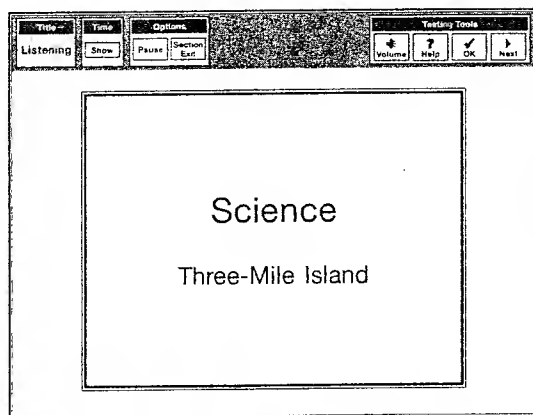 Title
Time
Options
Testing Tools
Listening
Show
Pause
Section Exit
Volume
Help
OK
Next
Science
Three-Mile Island